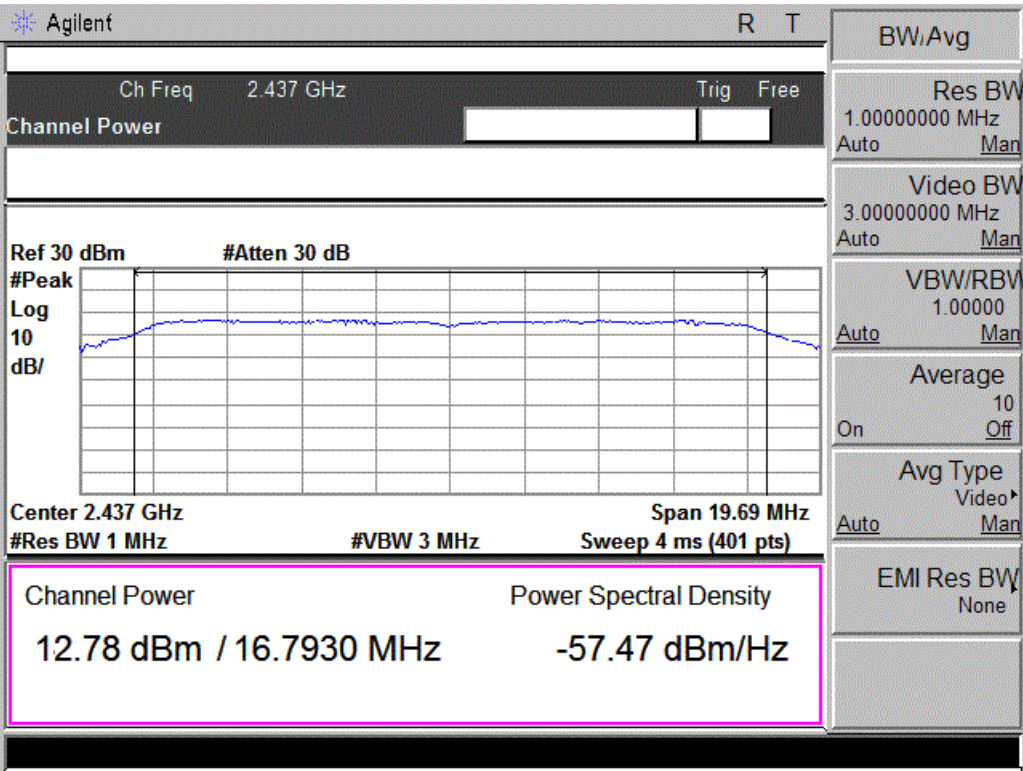 Agilent R T
Ch Freq 2.437 GHz Trig Free
Channel Power
Ref 30 dBm #Atten 30 dB
#Peak
Log
10
dB/
Center 2.437 GHz Span 19.69 MHz
#Res BW 1 MHz #VBW 3 MHz Sweep 4 ms (401 pts)
Channel Power Power Spectral Density
12.78 dBm / 16.7930 MHz -57.47 dBm/Hz
BW/Avg
Res BW
1.00000000 MHz
Auto Man
Video BW
3.00000000 MHz
Auto Man
VBW/RBW
1.00000
Auto Man
Average
10
On Off
Avg Type
Video
Auto Man
EMI Res BW
None